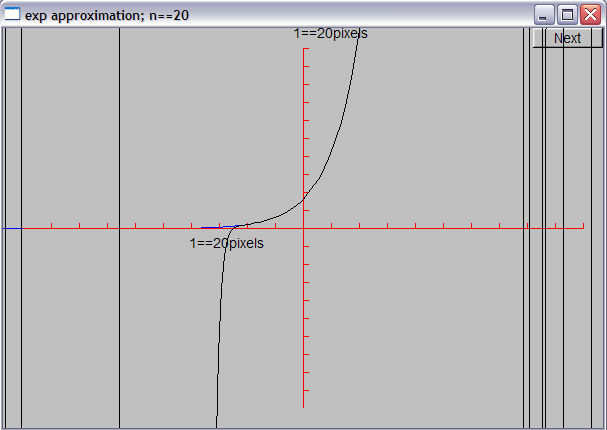 exp approximation; n==20
1==20pixels
Next
1==20pixels